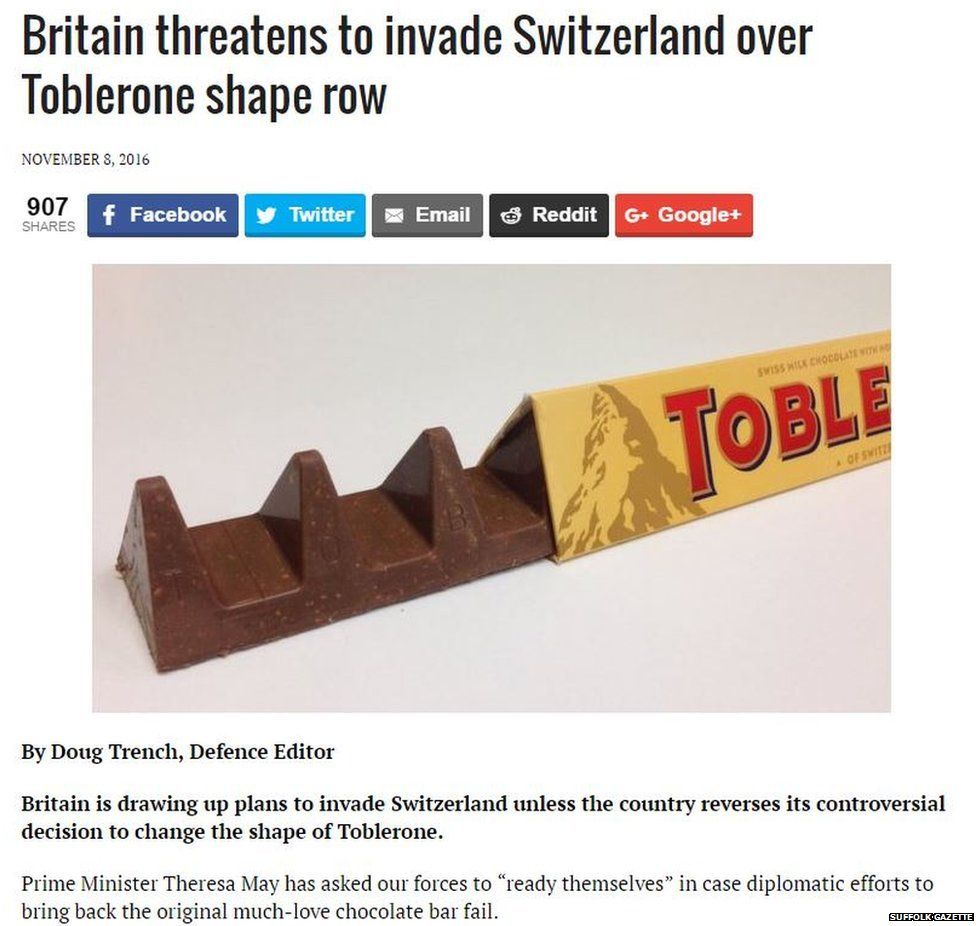 Britain threatens to invade Switzerland over
Toblerone shape row
NOVEMBER 8, 2016
907
SHARES
f Facebook
Twitter
Email
Reddit
G+ Google+
SWISS MILK CHOCOLATE WITH
TOBLE
OF SWITZ
By Doug Trench, Defence Editor
Britain is drawing up plans to invade Switzerland unless the country reverses its controversial
decision to change the shape of Toblerone.
Prime Minister Theresa May has asked our forces to “ready themselves” in case diplomatic efforts to
bring back the original much-love chocolate bar fail.
SUFFOLK GAZETTE